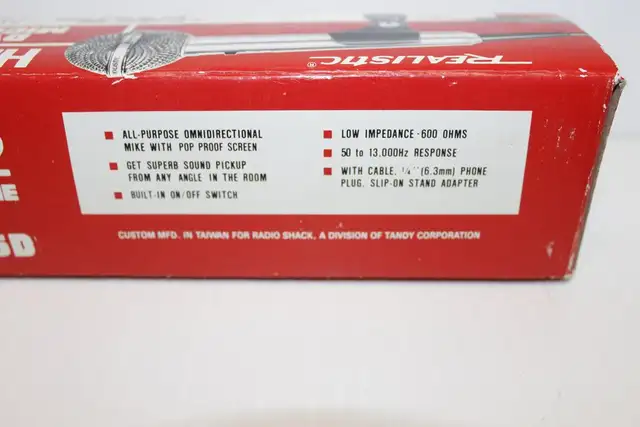 REALISTIC®
ALL-PURPOSE OMNIDIRECTIONAL
MIKE WITH POP PROOF SCREEN
GET SUPERB SOUND PICKUP
FROM ANY ANGLE IN THE ROOM
BUILT-IN ON/OFF SWITCH
LOW IMPEDANCE-600 OHMS
50 to 13,000Hz RESPONSE
WITH CABLE, ¼″ (6.3mm) PHONE
PLUG, SLIP-ON STAND ADAPTER
CUSTOM MFD. IN TAIWAN FOR RADIO SHACK, A DIVISION OF TANDY CORPORATION